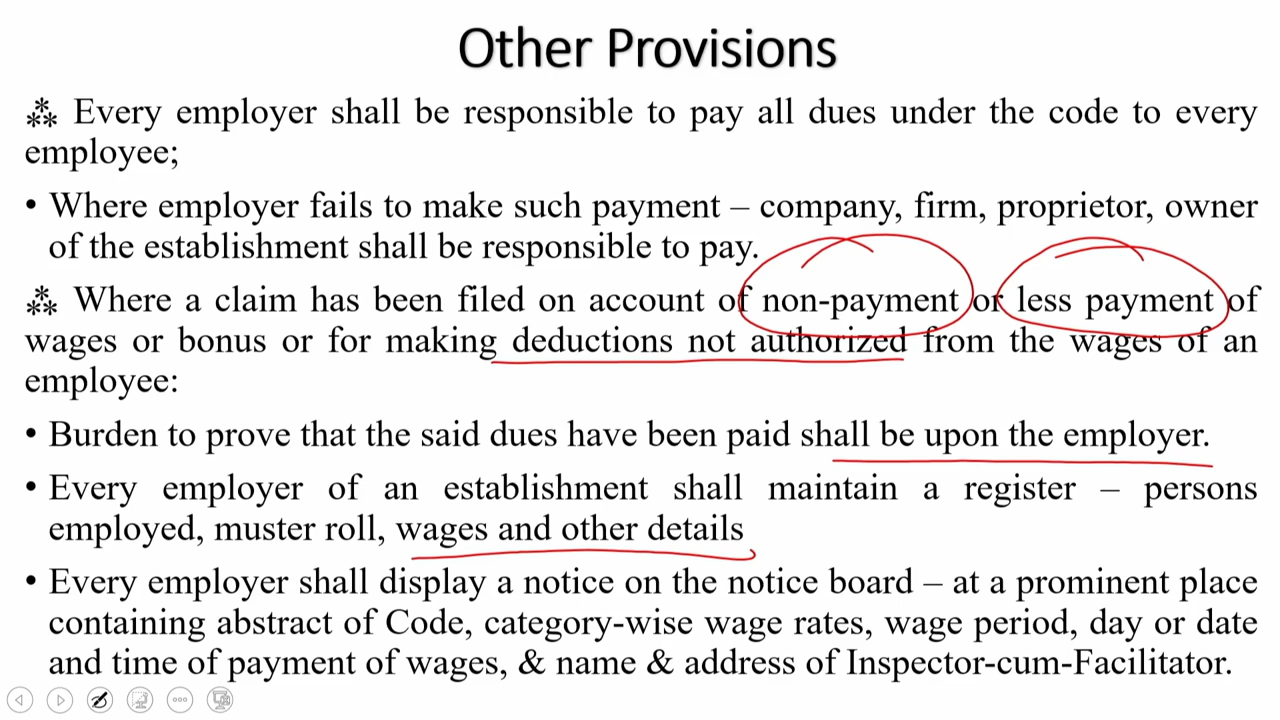 Other Provisions
⁂ Every employer shall be responsible to pay all dues under the code to every
employee;
• Where employer fails to make such payment – company, firm, proprietor, owner
of the establishment shall be responsible to pay.
⁂ Where a claim has been filed on account of non-payment or less payment of
wages or bonus or for making deductions not authorized from the wages of an
employee:
• Burden to prove that the said dues have been paid shall be upon the employer.
• Every employer of an establishment shall maintain a register – persons
employed, muster roll, wages and other details
• Every employer shall display a notice on the notice board – at a prominent place
containing abstract of Code, category-wise wage rates, wage period, day or date
and time of payment of wages, & name & address of Inspector-cum-Facilitator.